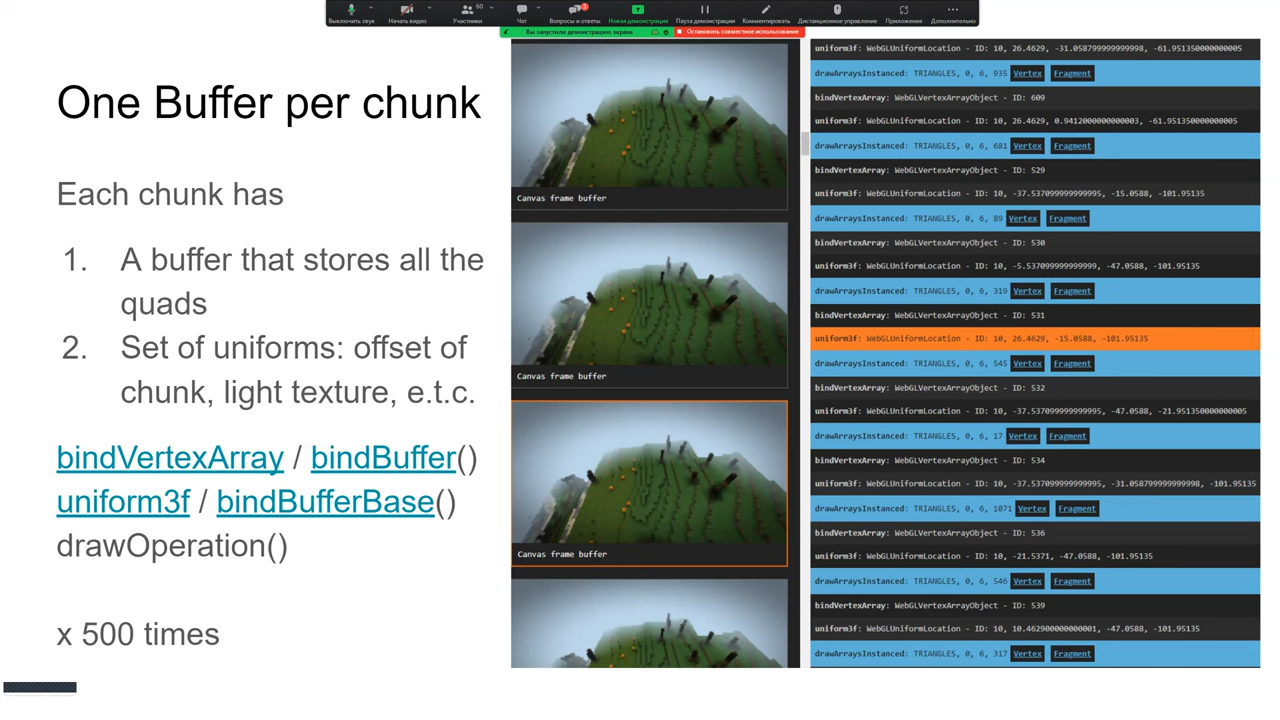 60
3
Выключить звук
Начать видео
Участники
Чат
Вопросы и ответы
Новая демонстрация
Пауза демонстрации
Комментировать
Дистанционное управление
Приложения
Дополнительно
Вы запустили демонстрацию экрана
Остановить совместное использование
One Buffer per chunk
Each chunk has
1. A buffer that stores all the
quads
2. Set of uniforms: offset of
chunk, light texture, e.t.c.
bindVertexArray / bindBuffer()
uniform3f / bindBufferBase()
drawOperation()
x 500 times
Canvas frame buffer
Canvas frame buffer
Canvas frame buffer
uniform3f: WebGLUniformLocation - ID: 10, 26.4629, -31.058799999999998, -61.951350000000005
drawArraysInstanced: TRIANGLES, 0, 6, 935 Vertex Fragment
bindVertexArray: WebGLVertexArrayObject - ID: 609
uniform3f: WebGLUniformLocation - ID: 10, 26.4629, 0.9412000000000003, -61.951350000000005
drawArraysInstanced: TRIANGLES, 0, 6, 681 Vertex Fragment
bindVertexArray: WebGLVertexArrayObject - ID: 529
uniform3f: WebGLUniformLocation - ID: 10, -37.537099999999995, -15.0588, -101.95135
drawArraysInstanced: TRIANGLES, 0, 6, 89 Vertex Fragment
bindVertexArray: WebGLVertexArrayObject - ID: 530
uniform3f: WebGLUniformLocation - ID: 10, -5.537099999999999, -47.0588, -101.95135
drawArraysInstanced: TRIANGLES, 0, 6, 319 Vertex Fragment
bindVertexArray: WebGLVertexArrayObject - ID: 531
uniform3f: WebGLUniformLocation - ID: 10, 26.4629, -15.0588, -101.95135
drawArraysInstanced: TRIANGLES, 0, 6, 545 Vertex Fragment
bindVertexArray: WebGLVertexArrayObject - ID: 532
uniform3f: WebGLUniformLocation - ID: 10, -37.537099999999995, -47.0588, -21.951350000000005
drawArraysInstanced: TRIANGLES, 0, 6, 17 Vertex Fragment
bindVertexArray: WebGLVertexArrayObject - ID: 534
uniform3f: WebGLUniformLocation - ID: 10, -37.537099999999995, -31.058799999999998, -101.95135
drawArraysInstanced: TRIANGLES, 0, 6, 1071 Vertex Fragment
bindVertexArray: WebGLVertexArrayObject - ID: 536
uniform3f: WebGLUniformLocation - ID: 10, -21.5371, -47.0588, -101.95135
drawArraysInstanced: TRIANGLES, 0, 6, 546 Vertex Fragment
bindVertexArray: WebGLVertexArrayObject - ID: 539
uniform3f: WebGLUniformLocation - ID: 10, 10.462900000000001, -47.0588, -101.95135
drawArraysInstanced: TRIANGLES, 0, 6, 317 Vertex Fragment